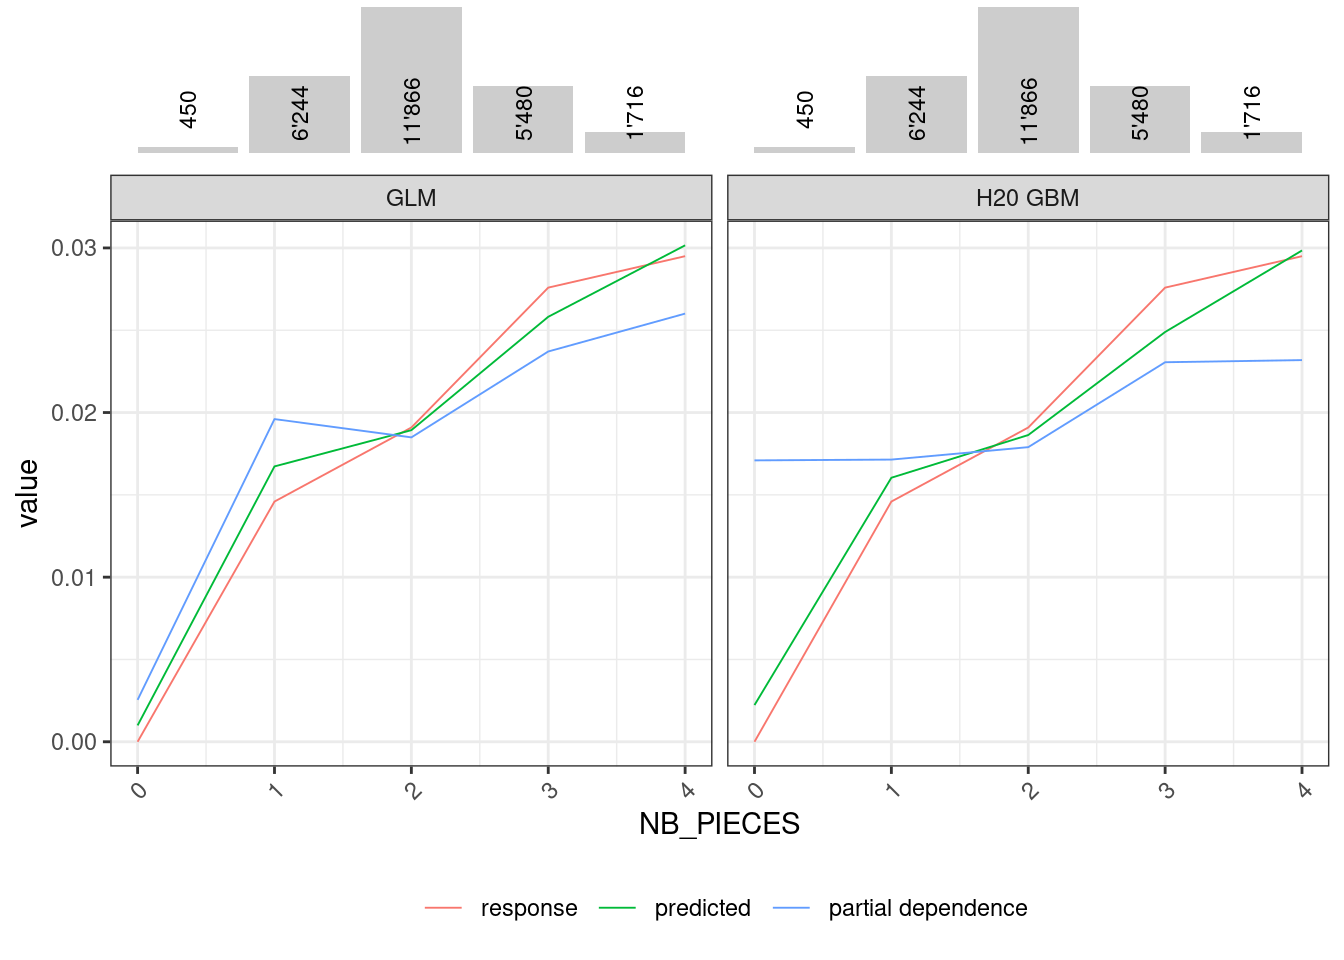 450 6'244 11'866 5'480 1'716 450 6'244 11'866 5'480 1'716
GLM H20 GBM
0.03
0.02
0.01
0.00
value
0 1 2 3 4 0 1 2 3 4
NB_PIECES
response predicted partial dependence